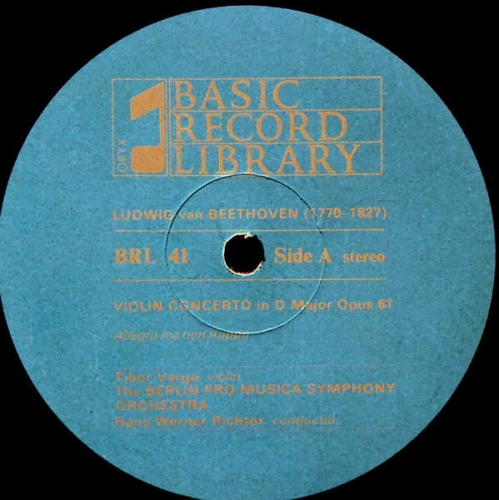 ORYX
BASIC
RECORD
LIBRARY
LUDWIG van BEETHOVEN (1770-1827)
BRL 41 Side A stereo
VIOLIN CONCERTO in D Major Opus 61
Allegro ma non troppo
Tibor Varga, violin
The BERLIN PRO MUSICA SYMPHONY
ORCHESTRA
Hans Werner Richter, conductor